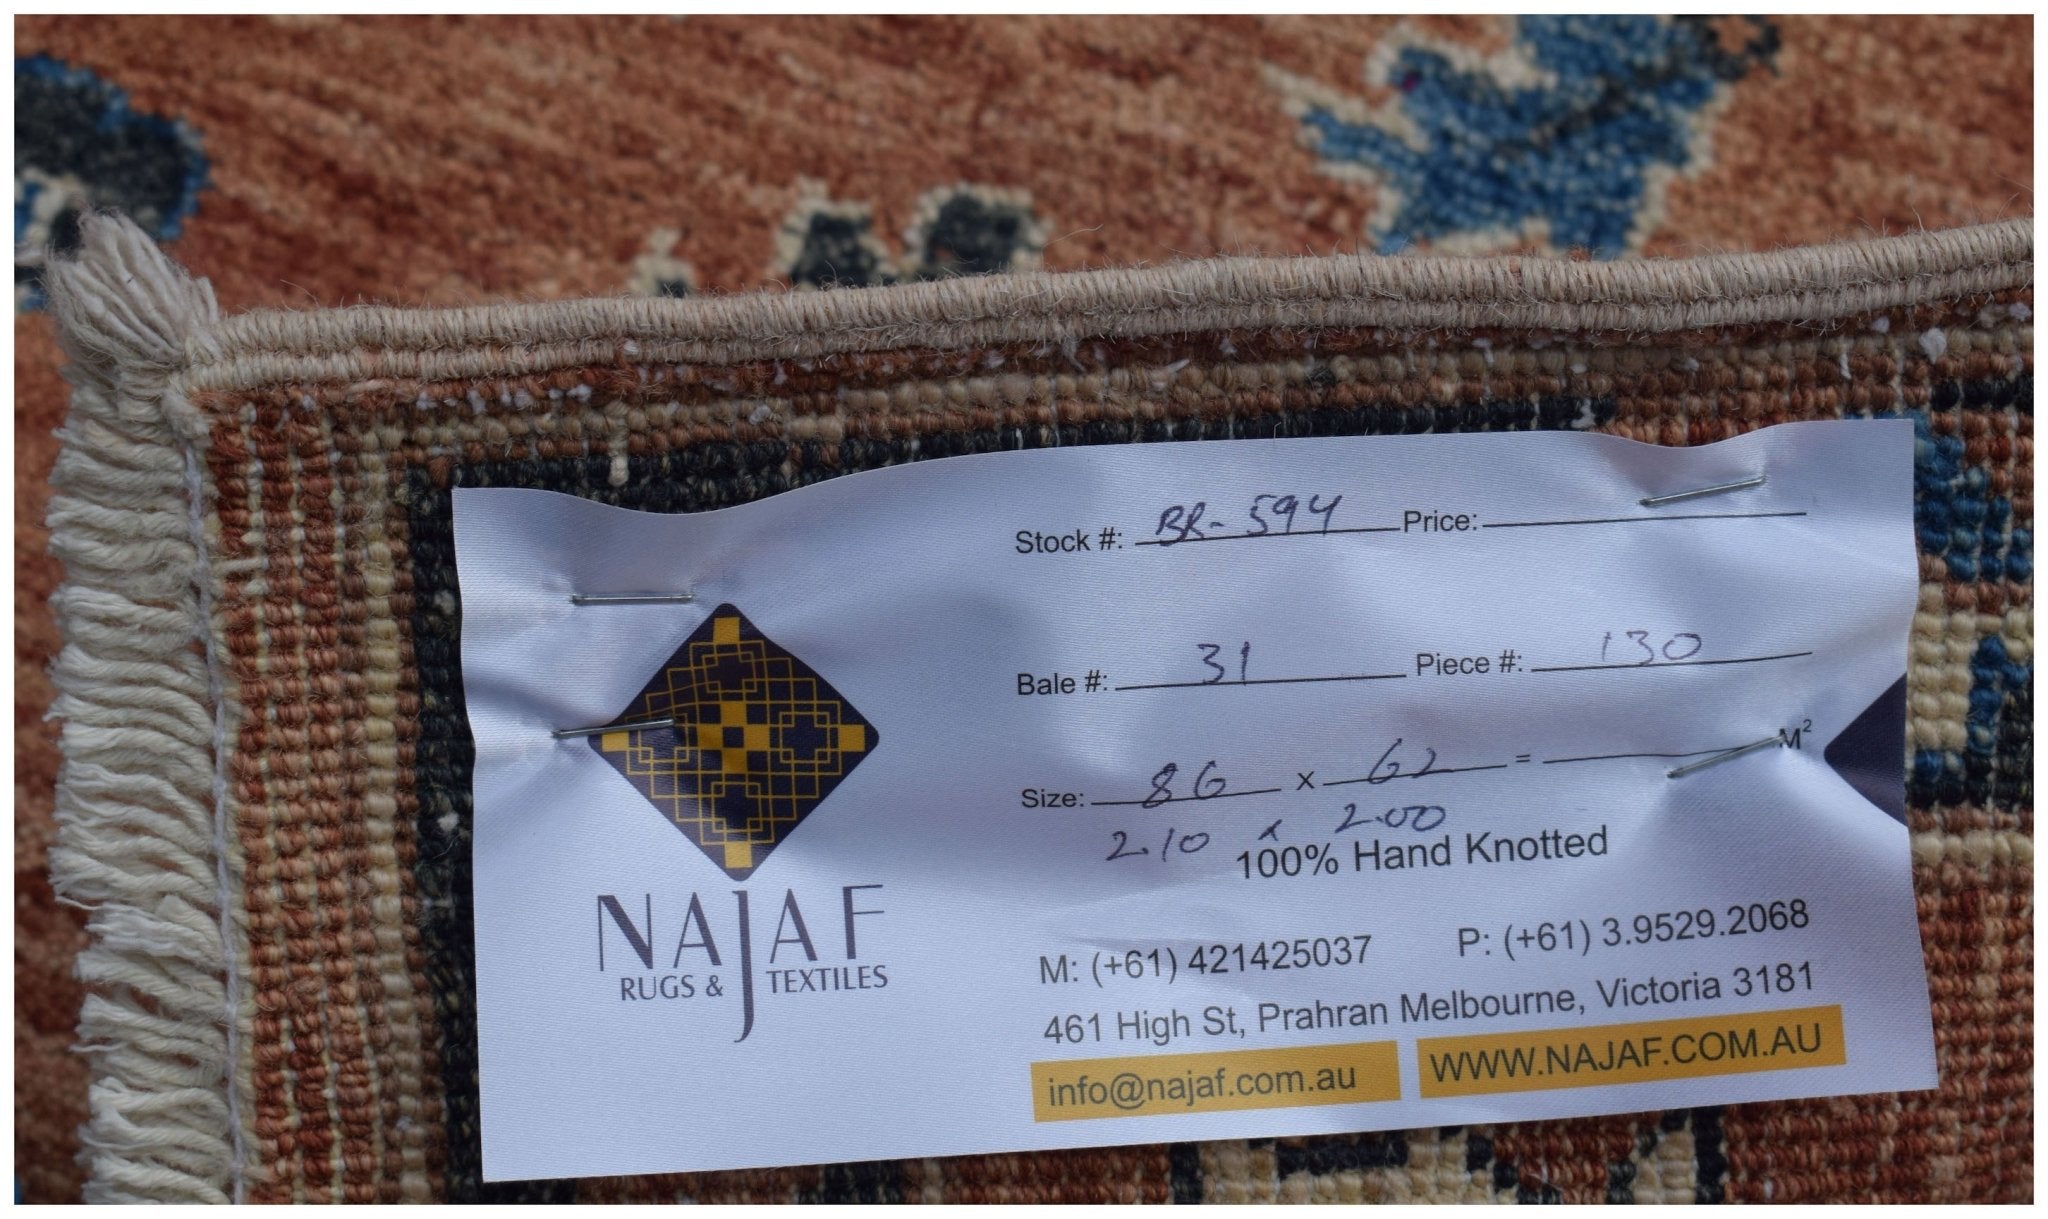 Stock #: BR-594 Price:
Bale #: 31 Piece #: 130
Size: 86 x 62 = M²
2.10 x 2.00
100% Hand Knotted
NAJAF
RUGS & TEXTILES
M: (+61) 421425037 P: (+61) 3.9529.2068
461 High St, Prahran Melbourne, Victoria 3181
info@najaf.com.au WWW.NAJAF.COM.AU